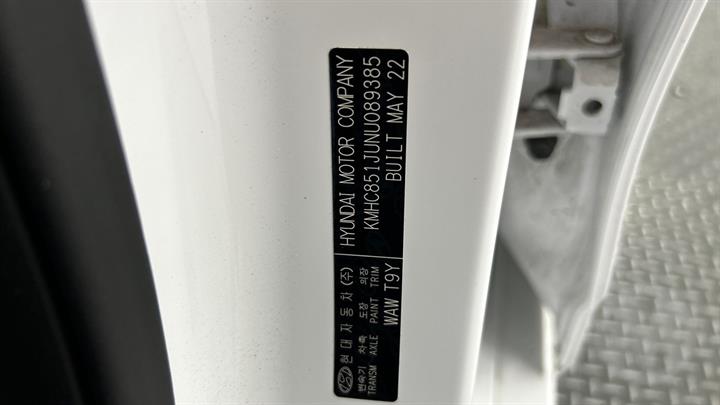 현대자동차(주) HYUNDAI MOTOR COMPANY
변속기 차축 도장 의장 KMHC851JUNU089385
TRANSM AXLE PAINT TRIM BUILT MAY 22
WAW T9Y